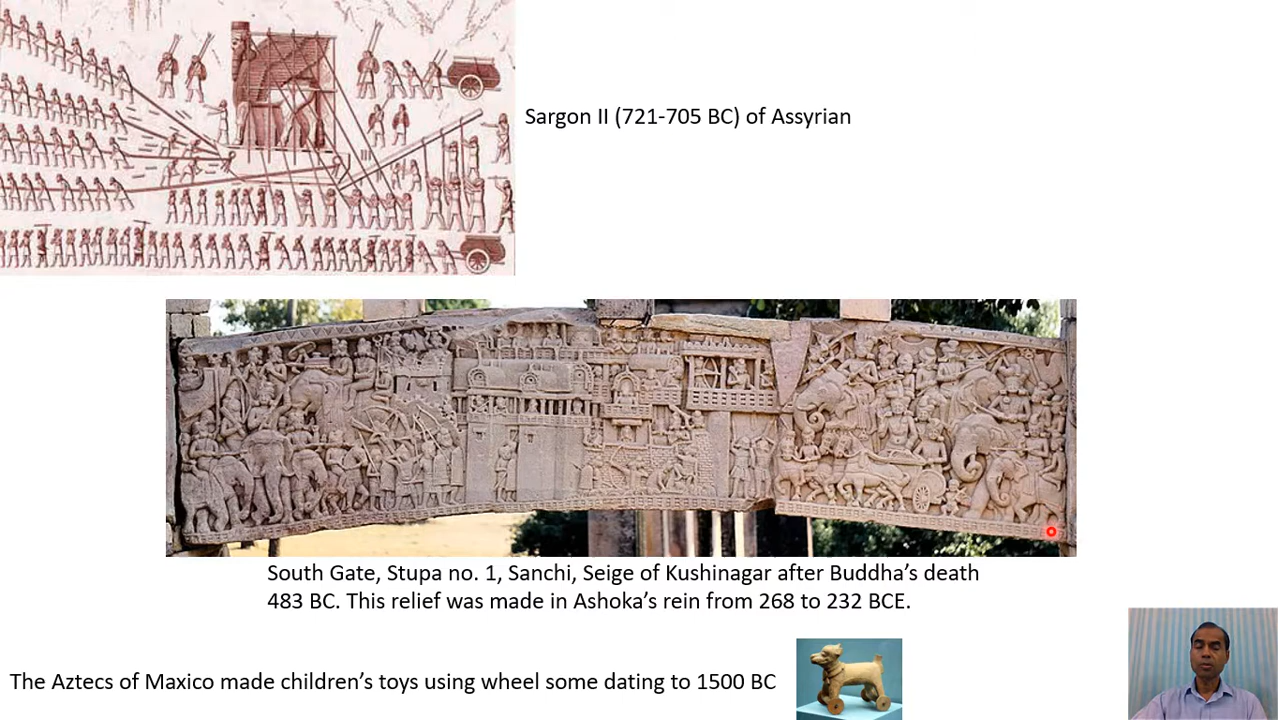 Sargon II (721-705 BC) of Assyrian
South Gate, Stupa no. 1, Sanchi, Seige of Kushinagar after Buddha’s death
483 BC. This relief was made in Ashoka’s rein from 268 to 232 BCE.
The Aztecs of Maxico made children’s toys using wheel some dating to 1500 BC